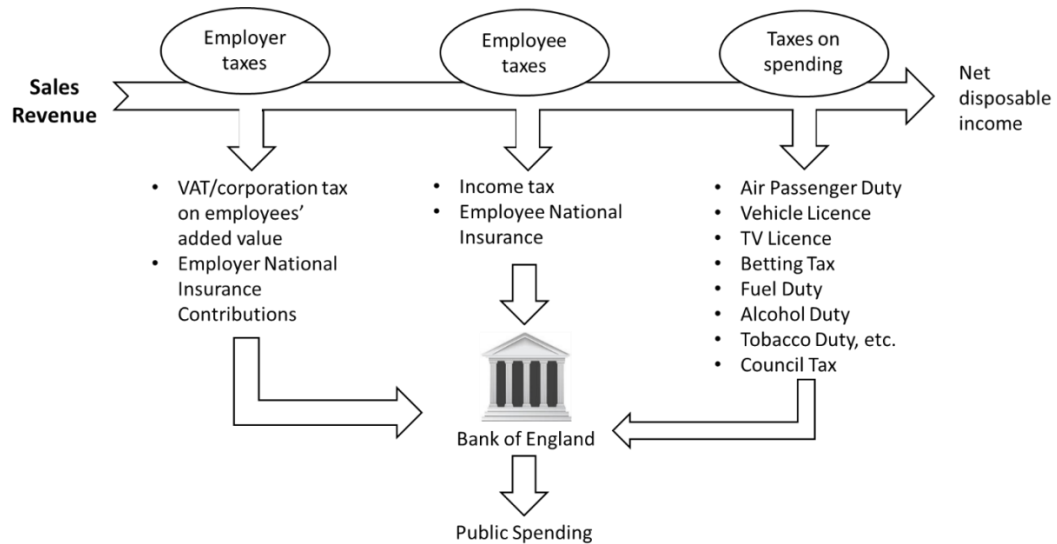 Employer
taxes
Employee
taxes
Taxes on
spending
Sales
Revenue
Net
disposable
income
• VAT/corporation tax
on employees’
added value
• Employer National
Insurance
Contributions
• Income tax
• Employee National
Insurance
• Air Passenger Duty
• Vehicle Licence
• TV Licence
• Betting Tax
• Fuel Duty
• Alcohol Duty
• Tobacco Duty, etc.
• Council Tax
Bank of England
Public Spending